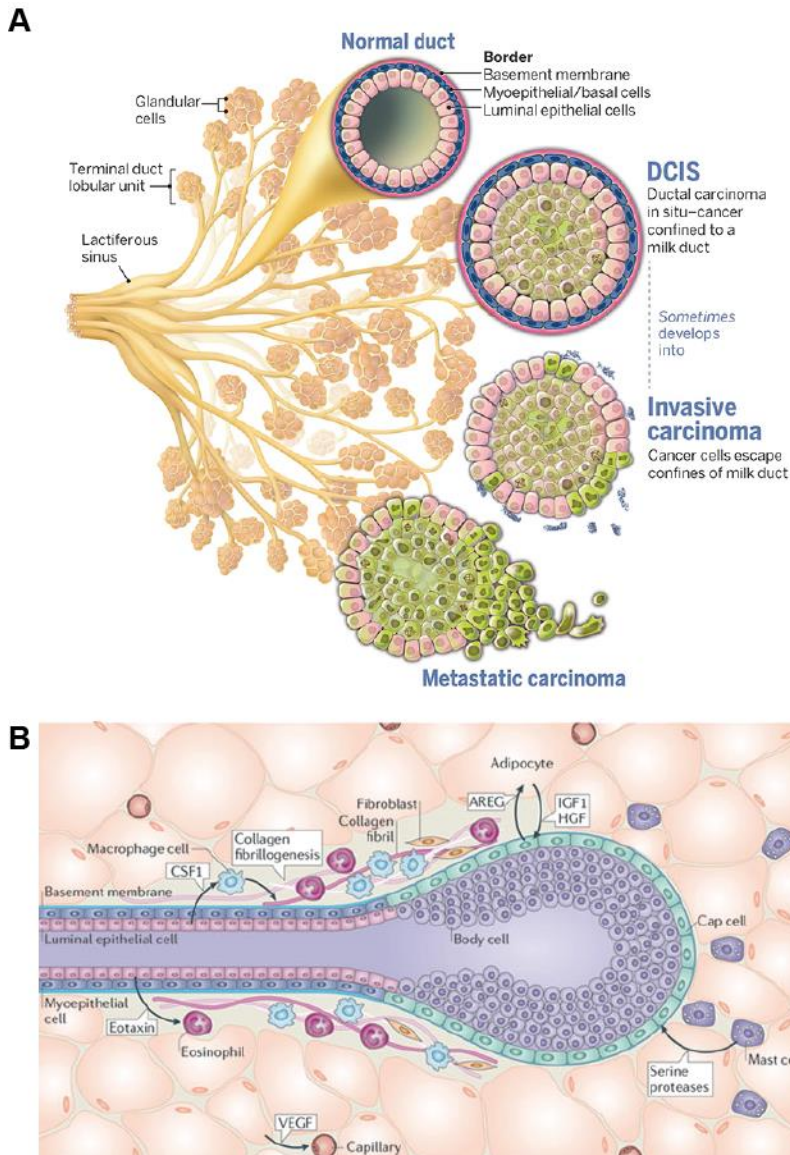 A
Normal duct
Border
Basement membrane
Myoepithelial/basal cells
Luminal epithelial cells
Glandular
cells
Terminal duct
lobular unit
Lactiferous
sinus
DCIS
Ductal carcinoma
in situ–cancer
confined to a
milk duct
Sometimes
develops
into
Invasive
carcinoma
Cancer cells escape
confines of milk duct
Metastatic carcinoma
B
Adipocyte
AREG
IGF1
HGF
Fibroblast
Collagen
fibril
Macrophage cell
Collagen
fibrillogenesis
CSF1
Basement membrane
Luminal epithelial cell
Body cell
Cap cell
Myoepithelial
cell
Eotaxin
Eosinophil
Serine
proteases
Mast ce
VEGF
Capillary